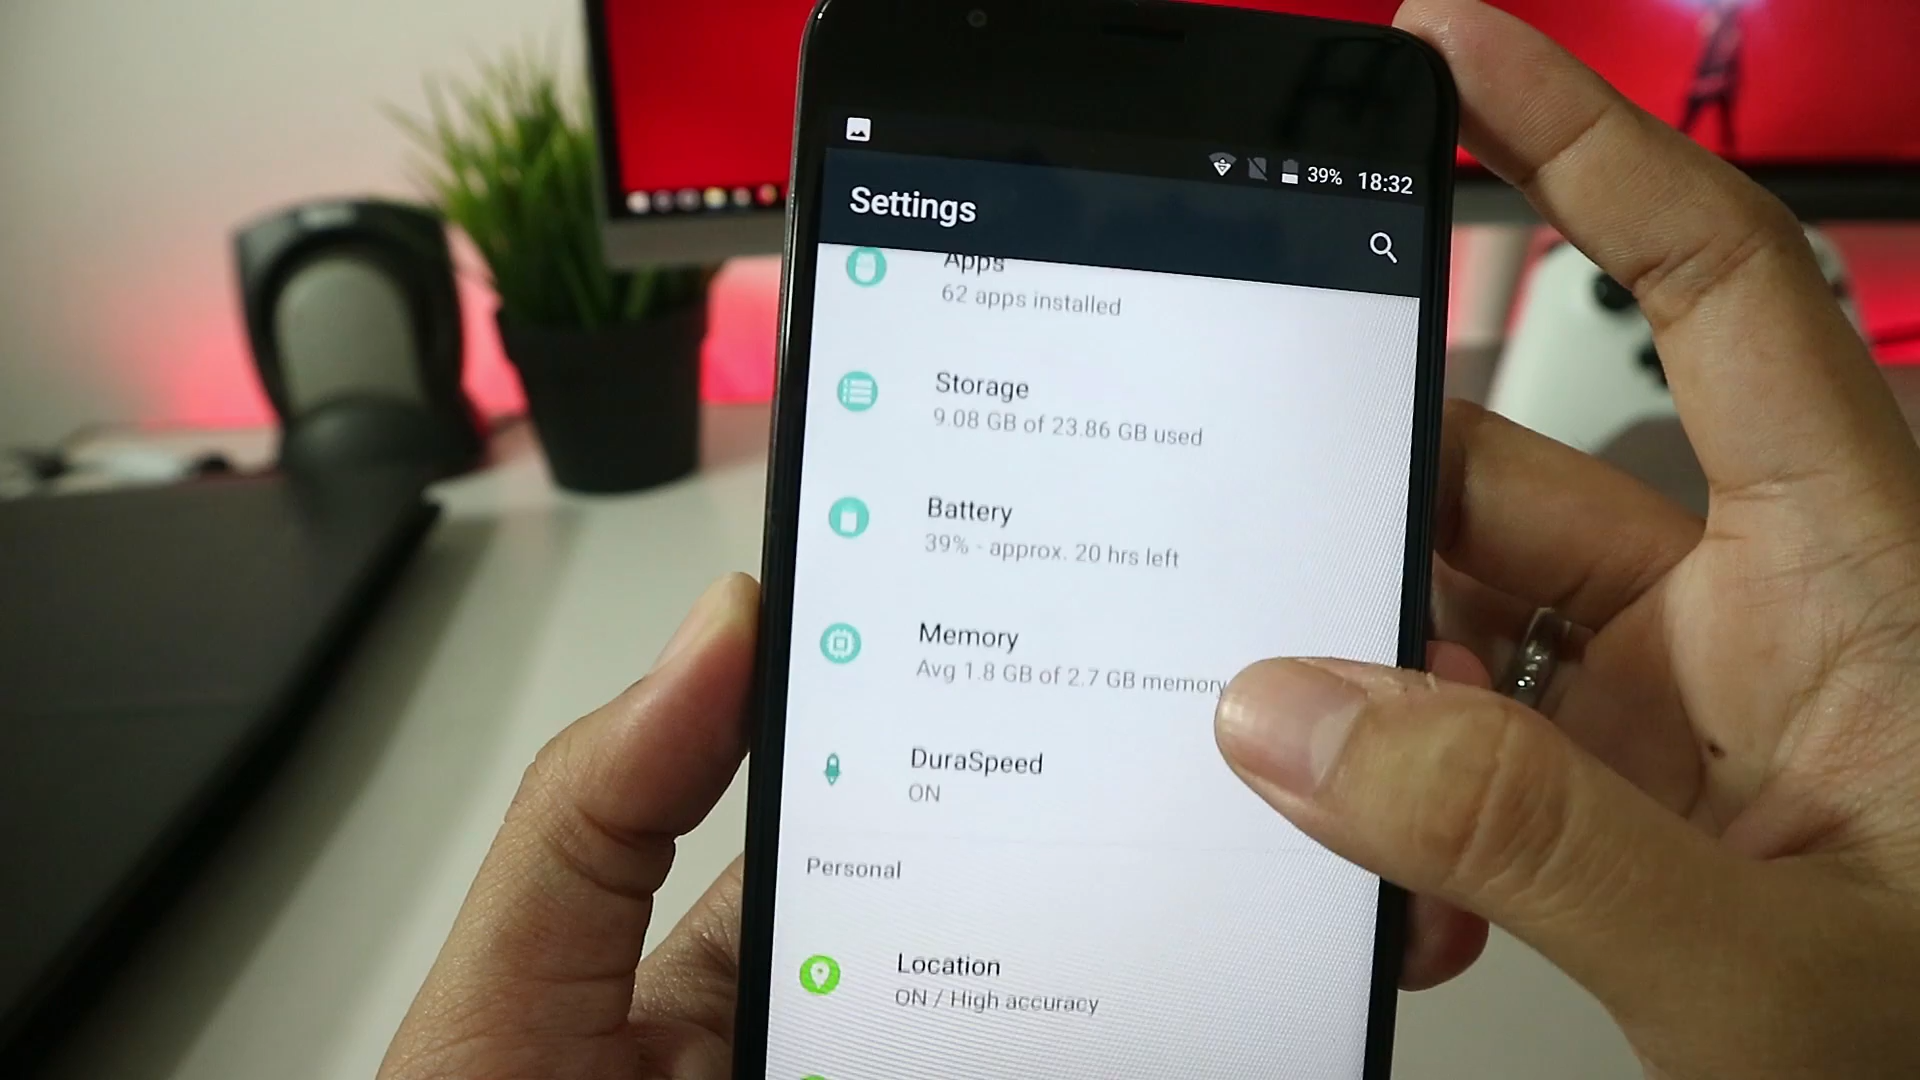 39% 18:32
Settings
Apps
62 apps installed
Storage
9.08 GB of 23.86 GB used
Battery
39% - approx. 20 hrs left
Memory
Avg 1.8 GB of 2.7 GB memory
DuraSpeed
ON
Personal
Location
ON / High accuracy